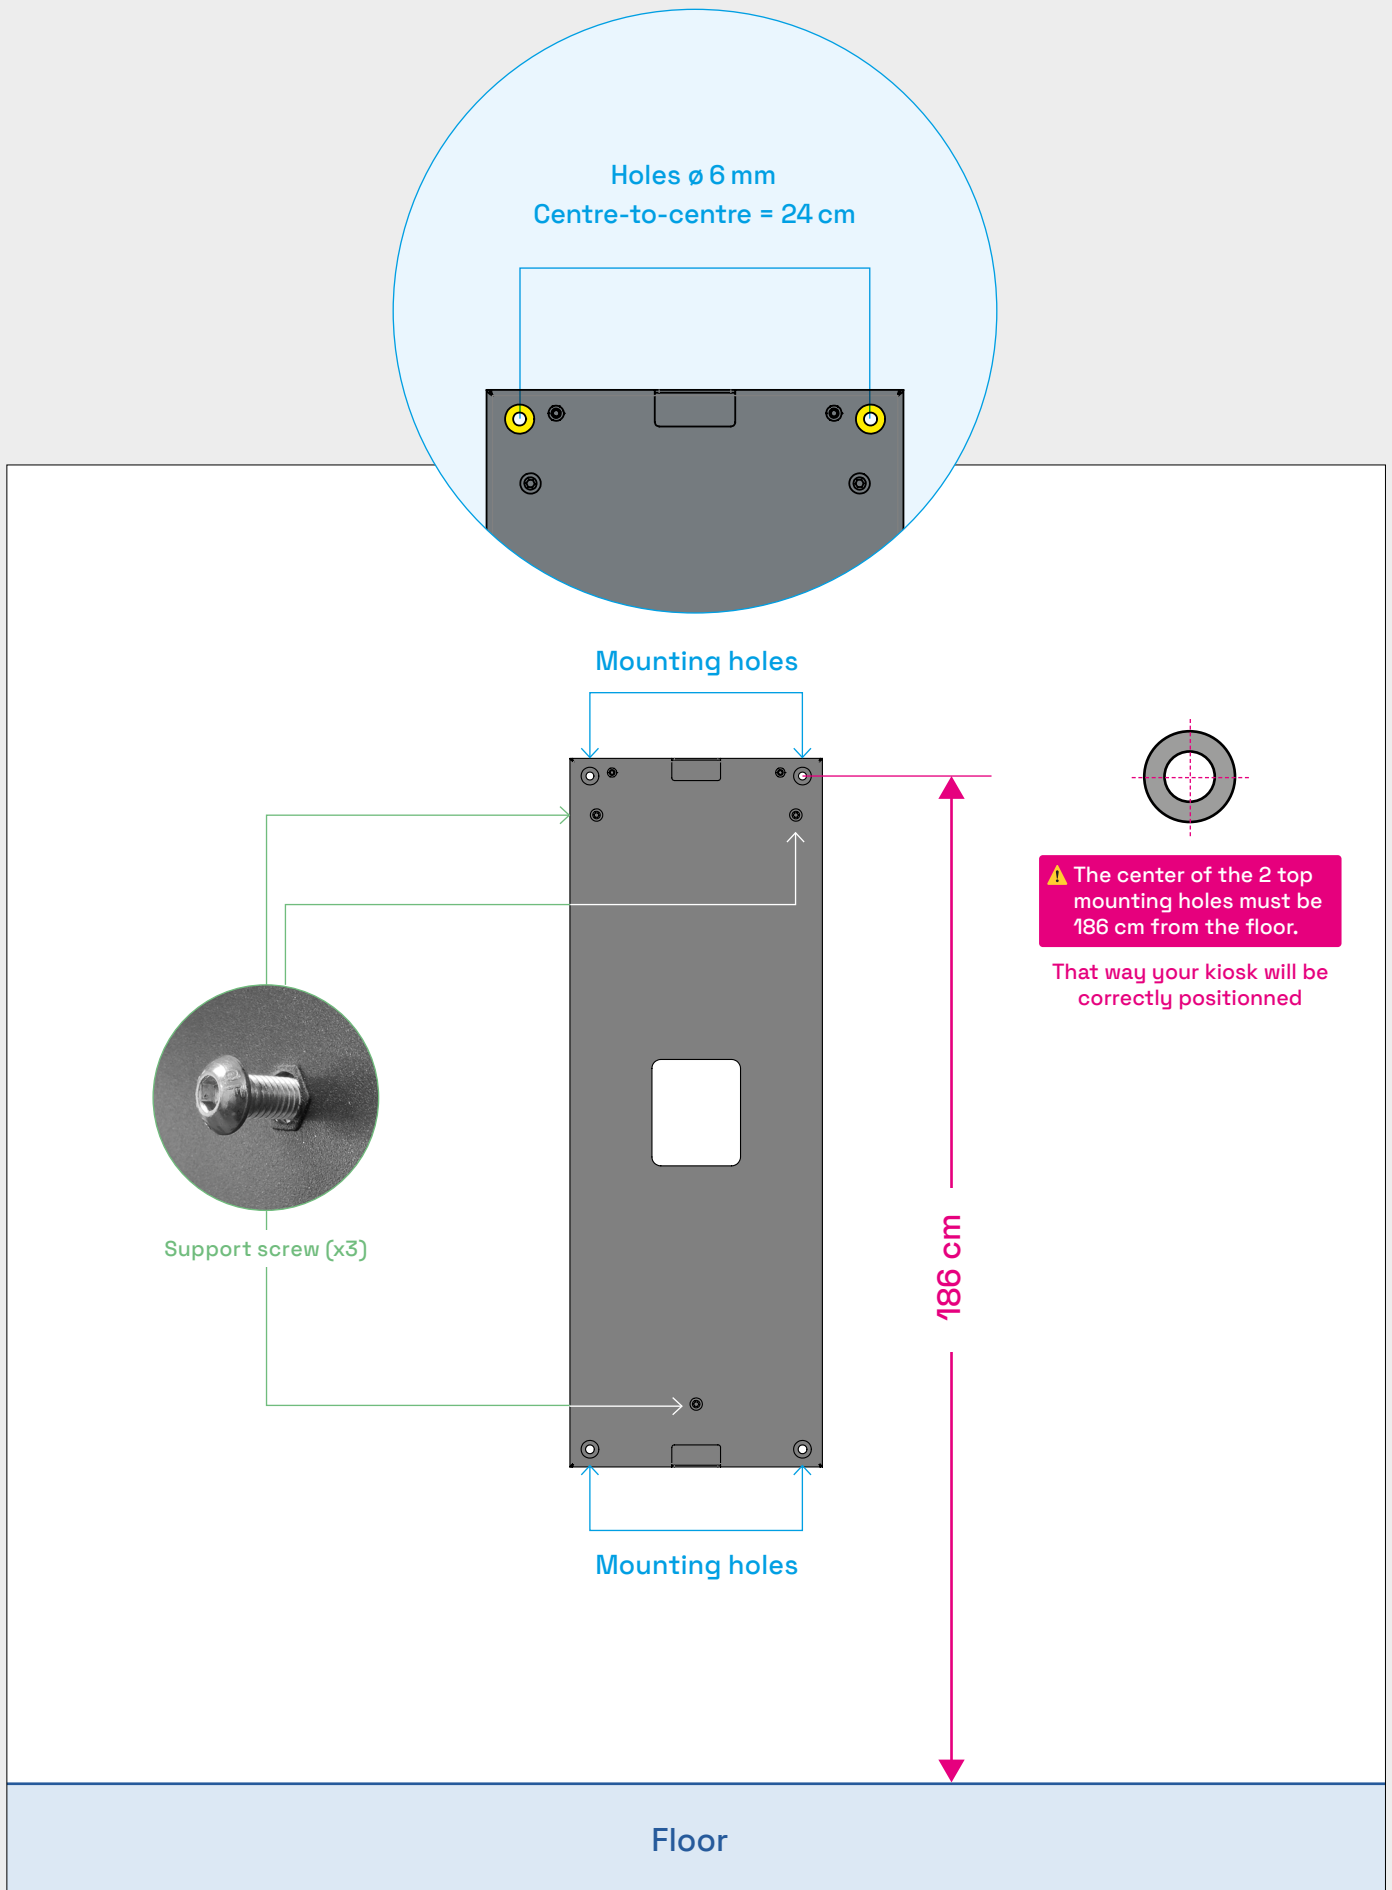 Holes ø 6 mm
Centre-to-centre = 24 cm
Mounting holes
The center of the 2 top
mounting holes must be
186 cm from the floor.
That way your kiosk will be
correctly positionned
186 cm
Support screw (x3)
Mounting holes
Floor